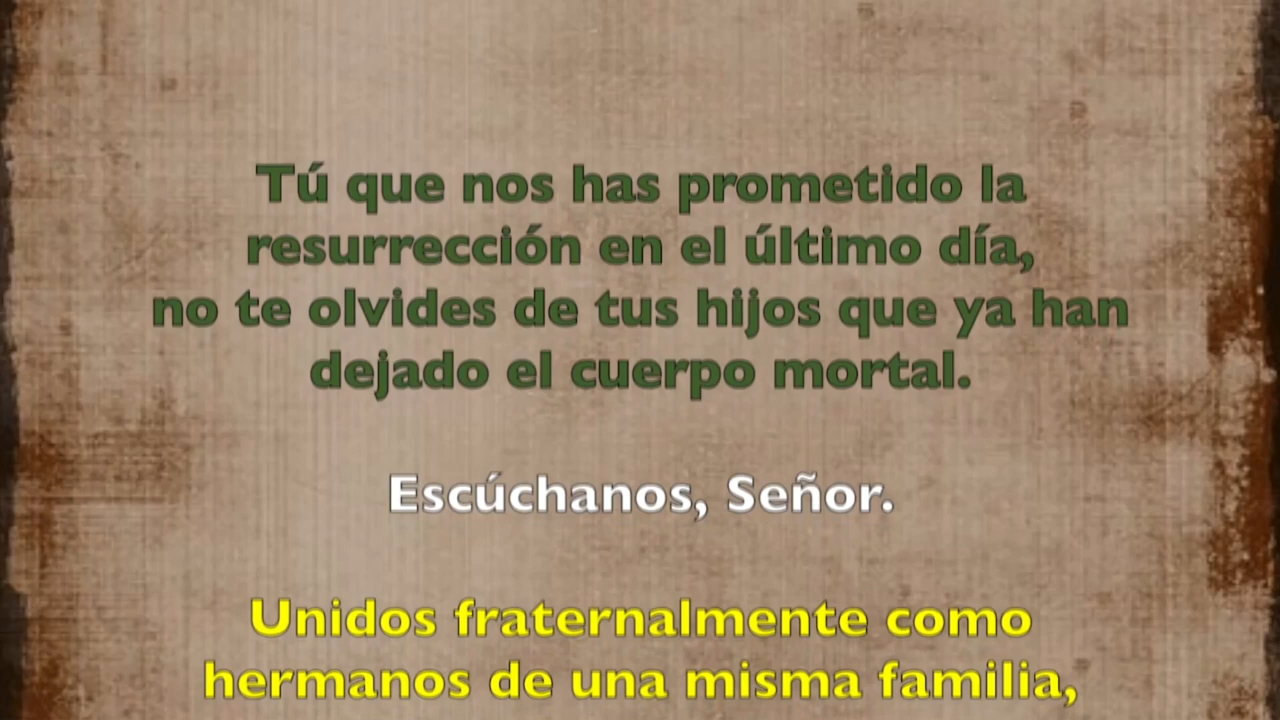 Tú que nos has prometido la
resurrección en el último día,
no te olvides de tus hijos que ya han
dejado el cuerpo mortal.
Escúchanos, Señor.
Unidos fraternalmente como
hermanos de una misma familia,